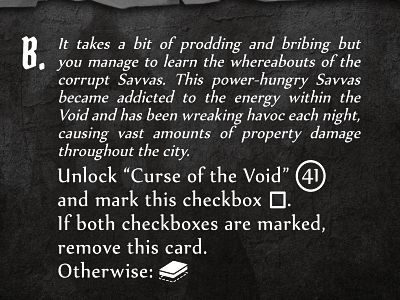 B. It takes a bit of prodding and bribing but
you manage to learn the whereabouts of the
corrupt Savvas. This power-hungry Savvas
became addicted to the energy within the
Void and has been wreaking havoc each night,
causing vast amounts of property damage
throughout the city.
Unlock “Curse of the Void” 41
and mark this checkbox □.
If both checkboxes are marked,
remove this card.
Otherwise: